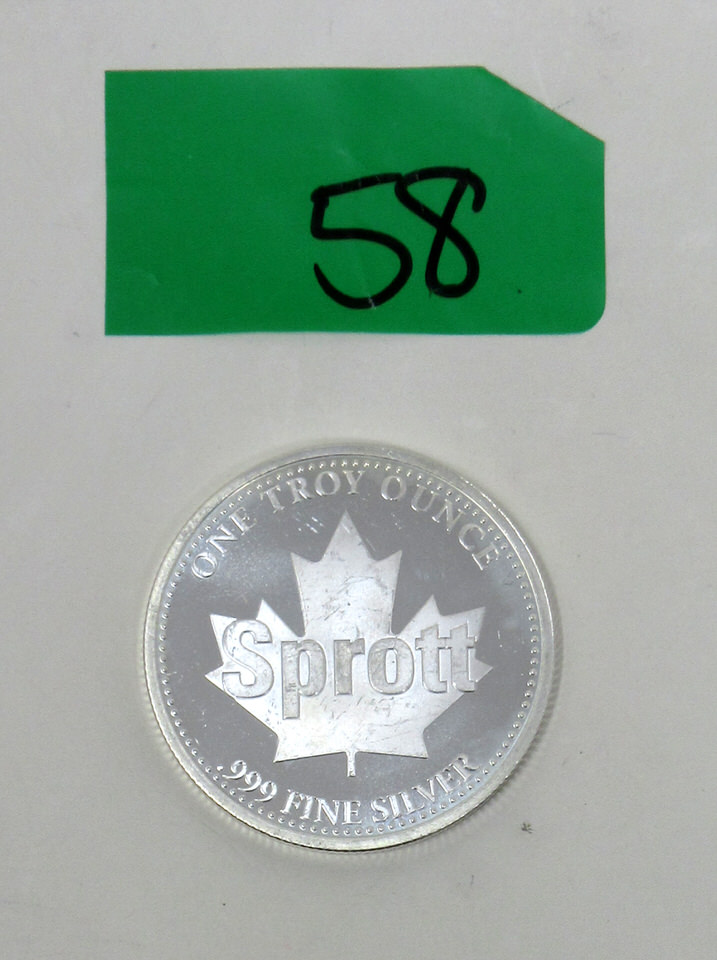 58
ONE TROY OUNCE
Sprott
.999 FINE SILVER